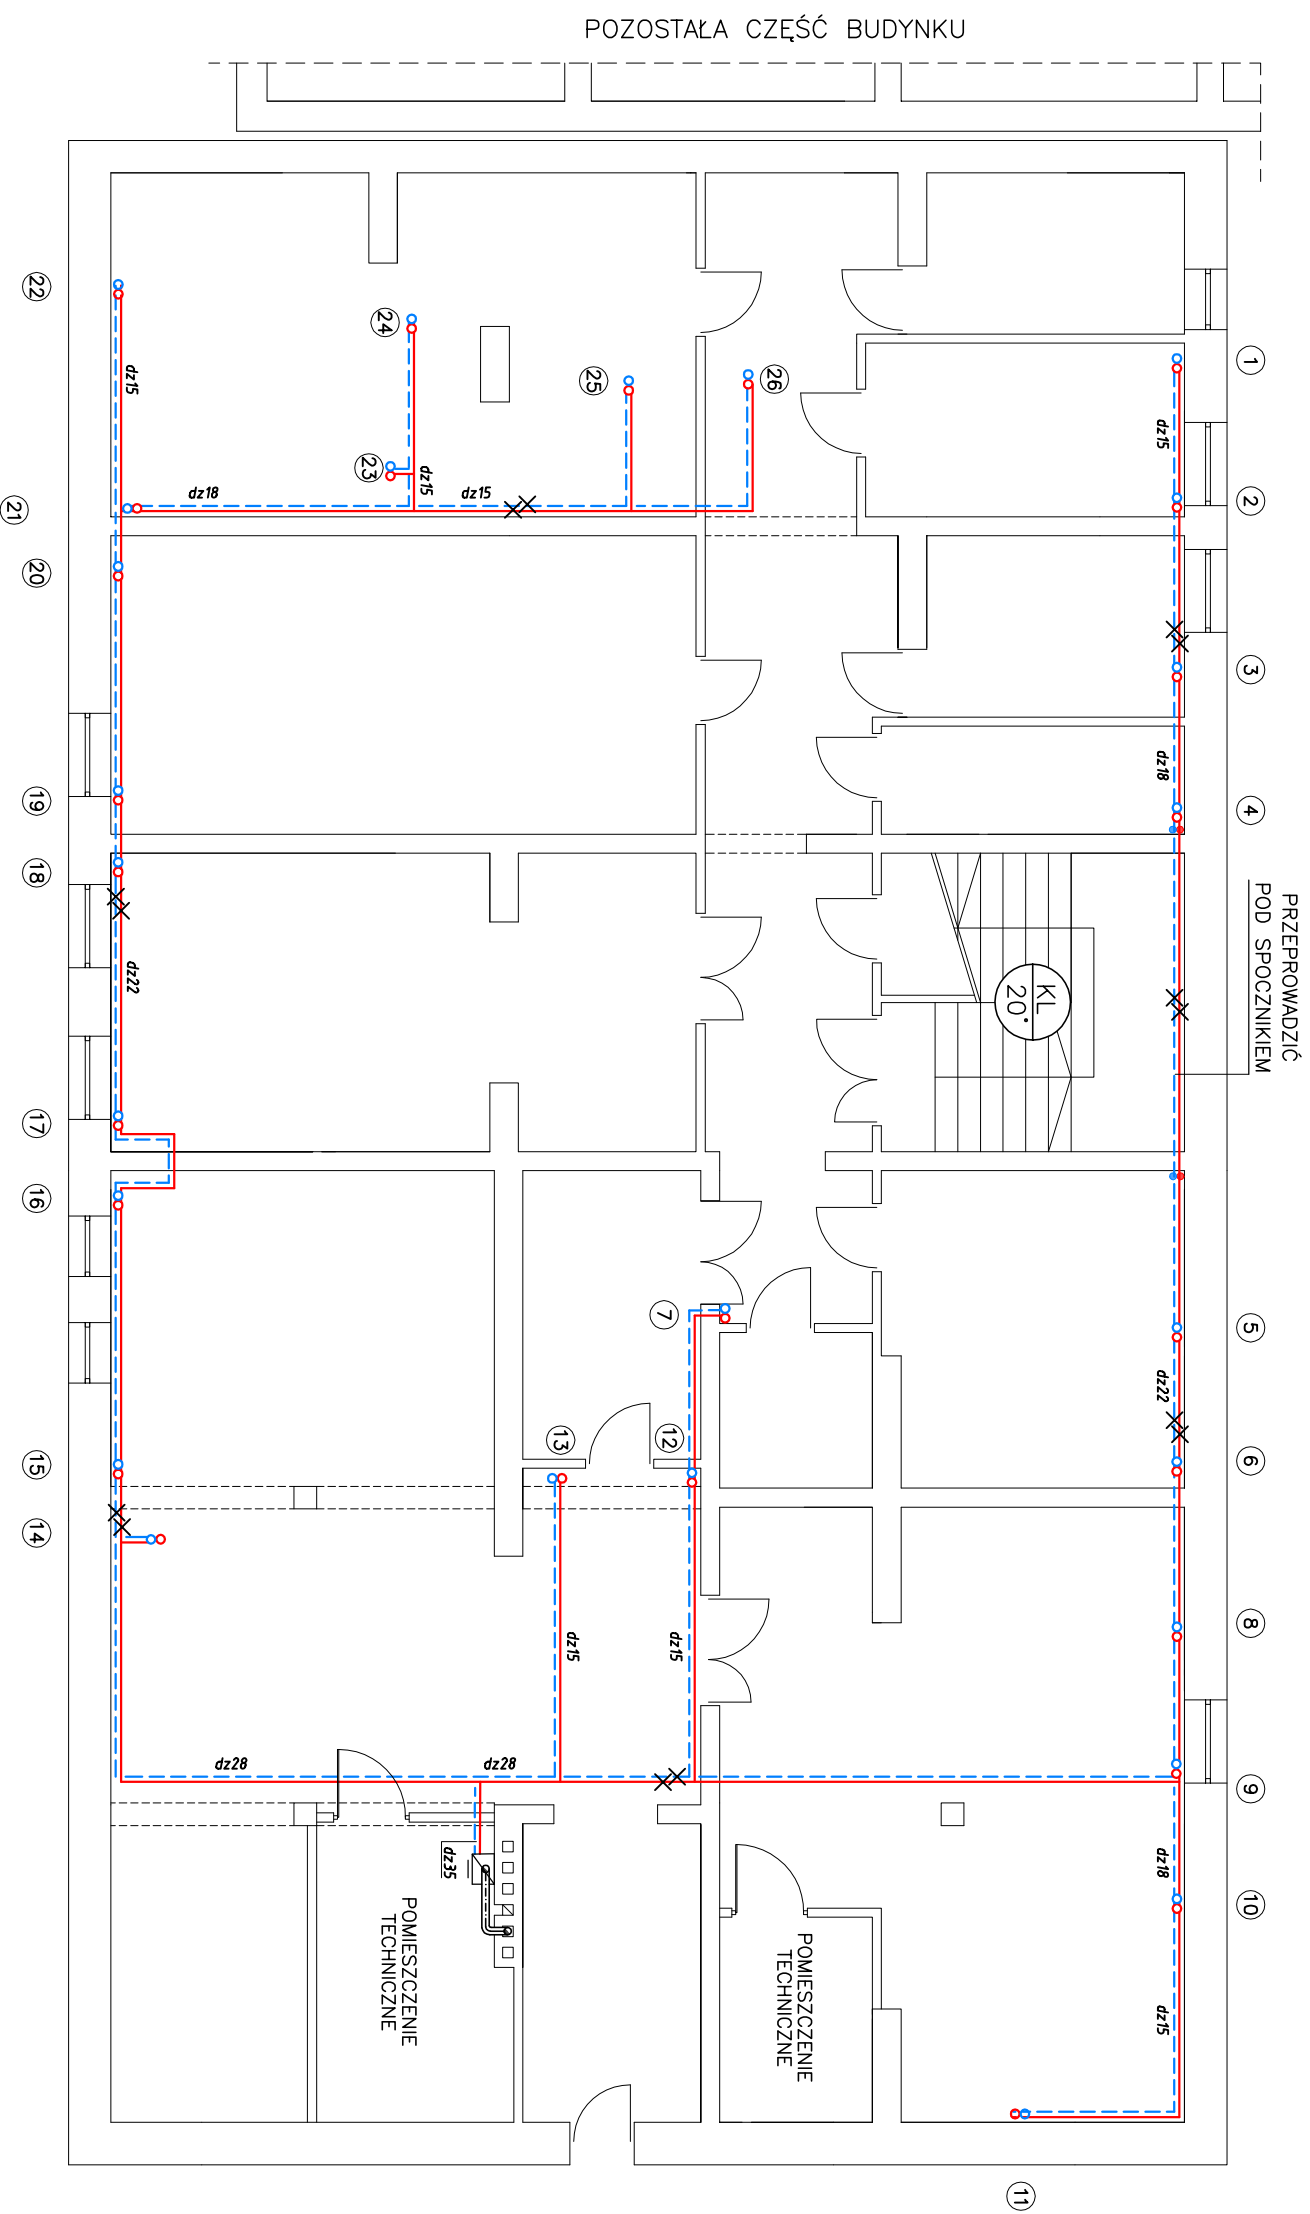 POZOSTAŁA CZĘŚĆ BUDYNKU
PRZEPROWADZIĆ
POD SPOCZNIKIEM
KL
20°
1
2
3
4
5
6
8
9
10
11
dz15
dz18
dz22
dz18
dz15
26
25
24
23
dz15
dz15
dz18
22
21
20
19
18
17
16
15
14
dz15
dz22
7
12
13
dz15
dz15
dz28
dz28
dz35
POMIESZCZENIE
TECHNICZNE
POMIESZCZENIE
TECHNICZNE